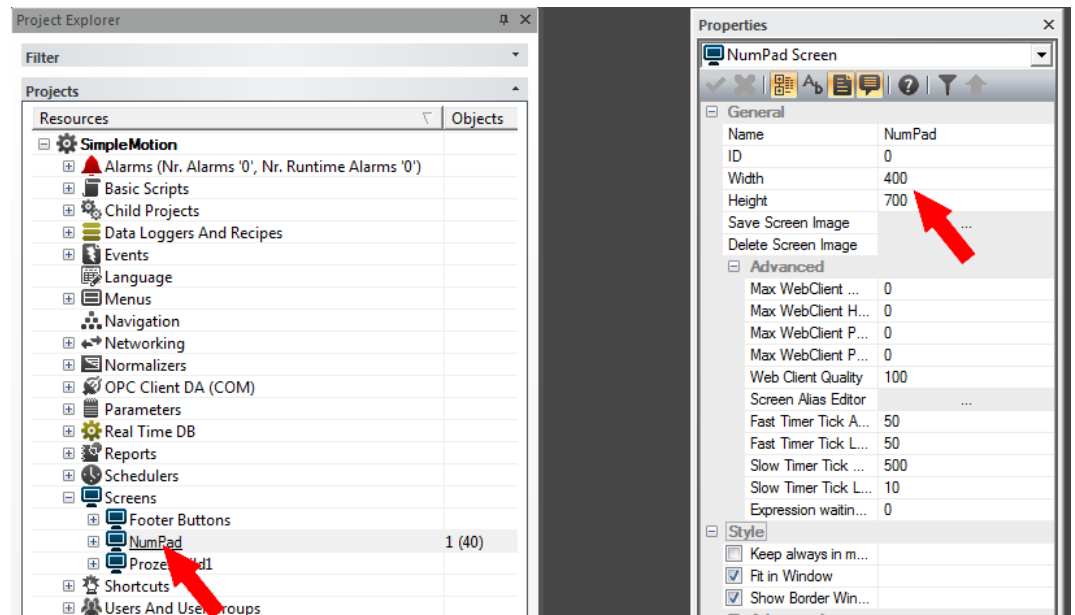 Project Explorer
Filter
Projects
Resources Objects
SimpleMotion
Alarms (Nr. Alarms '0', Nr. Runtime Alarms '0')
Basic Scripts
Child Projects
Data Loggers And Recipes
Events
Language
Menus
Navigation
Networking
Normalizers
OPC Client DA (COM)
Parameters
Real Time DB
Reports
Schedulers
Screens
Footer Buttons
NumPad 1 (40)
Shortcuts
Users And
Properties
NumPad Screen
General
Name NumPad
ID 0
Width 400
Height 700
Save Screen Image ...
Delete Screen Image
Advanced
Max WebClient ... 0
Max WebClient H... 0
Max WebClient P... 0
Max WebClient P... 0
Web Client Quality 100
Screen Alias Editor ...
Fast Timer Tick A... 50
Fast Timer Tick L... 50
Slow Timer Tick ... 500
Slow Timer Tick L... 10
Expression waitin... 0
Style
Keep always in m...
Fit in Window
Show Border Win...